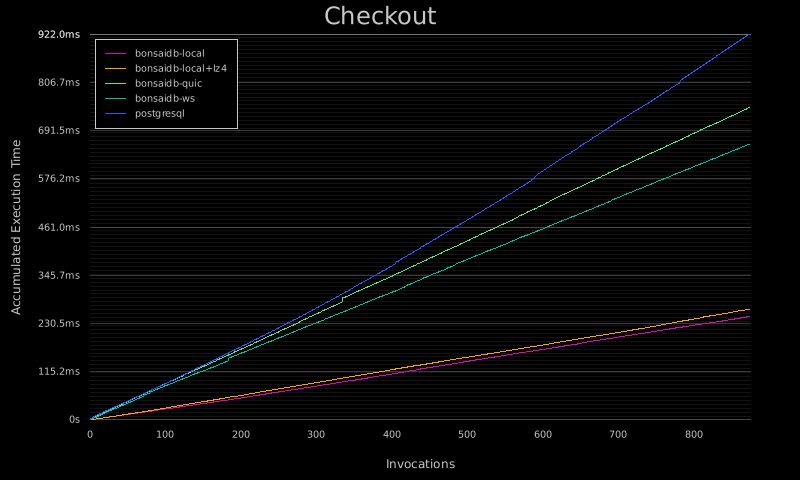 Checkout
922.0ms
806.7ms
691.5ms
576.2ms
461.0ms
345.7ms
230.5ms
115.2ms
0s
Accumulated Execution Time
bonsaidb-local
bonsaidb-local+lz4
bonsaidb-quic
bonsaidb-ws
postgresql
0 100 200 300 400 500 600 700 800
Invocations